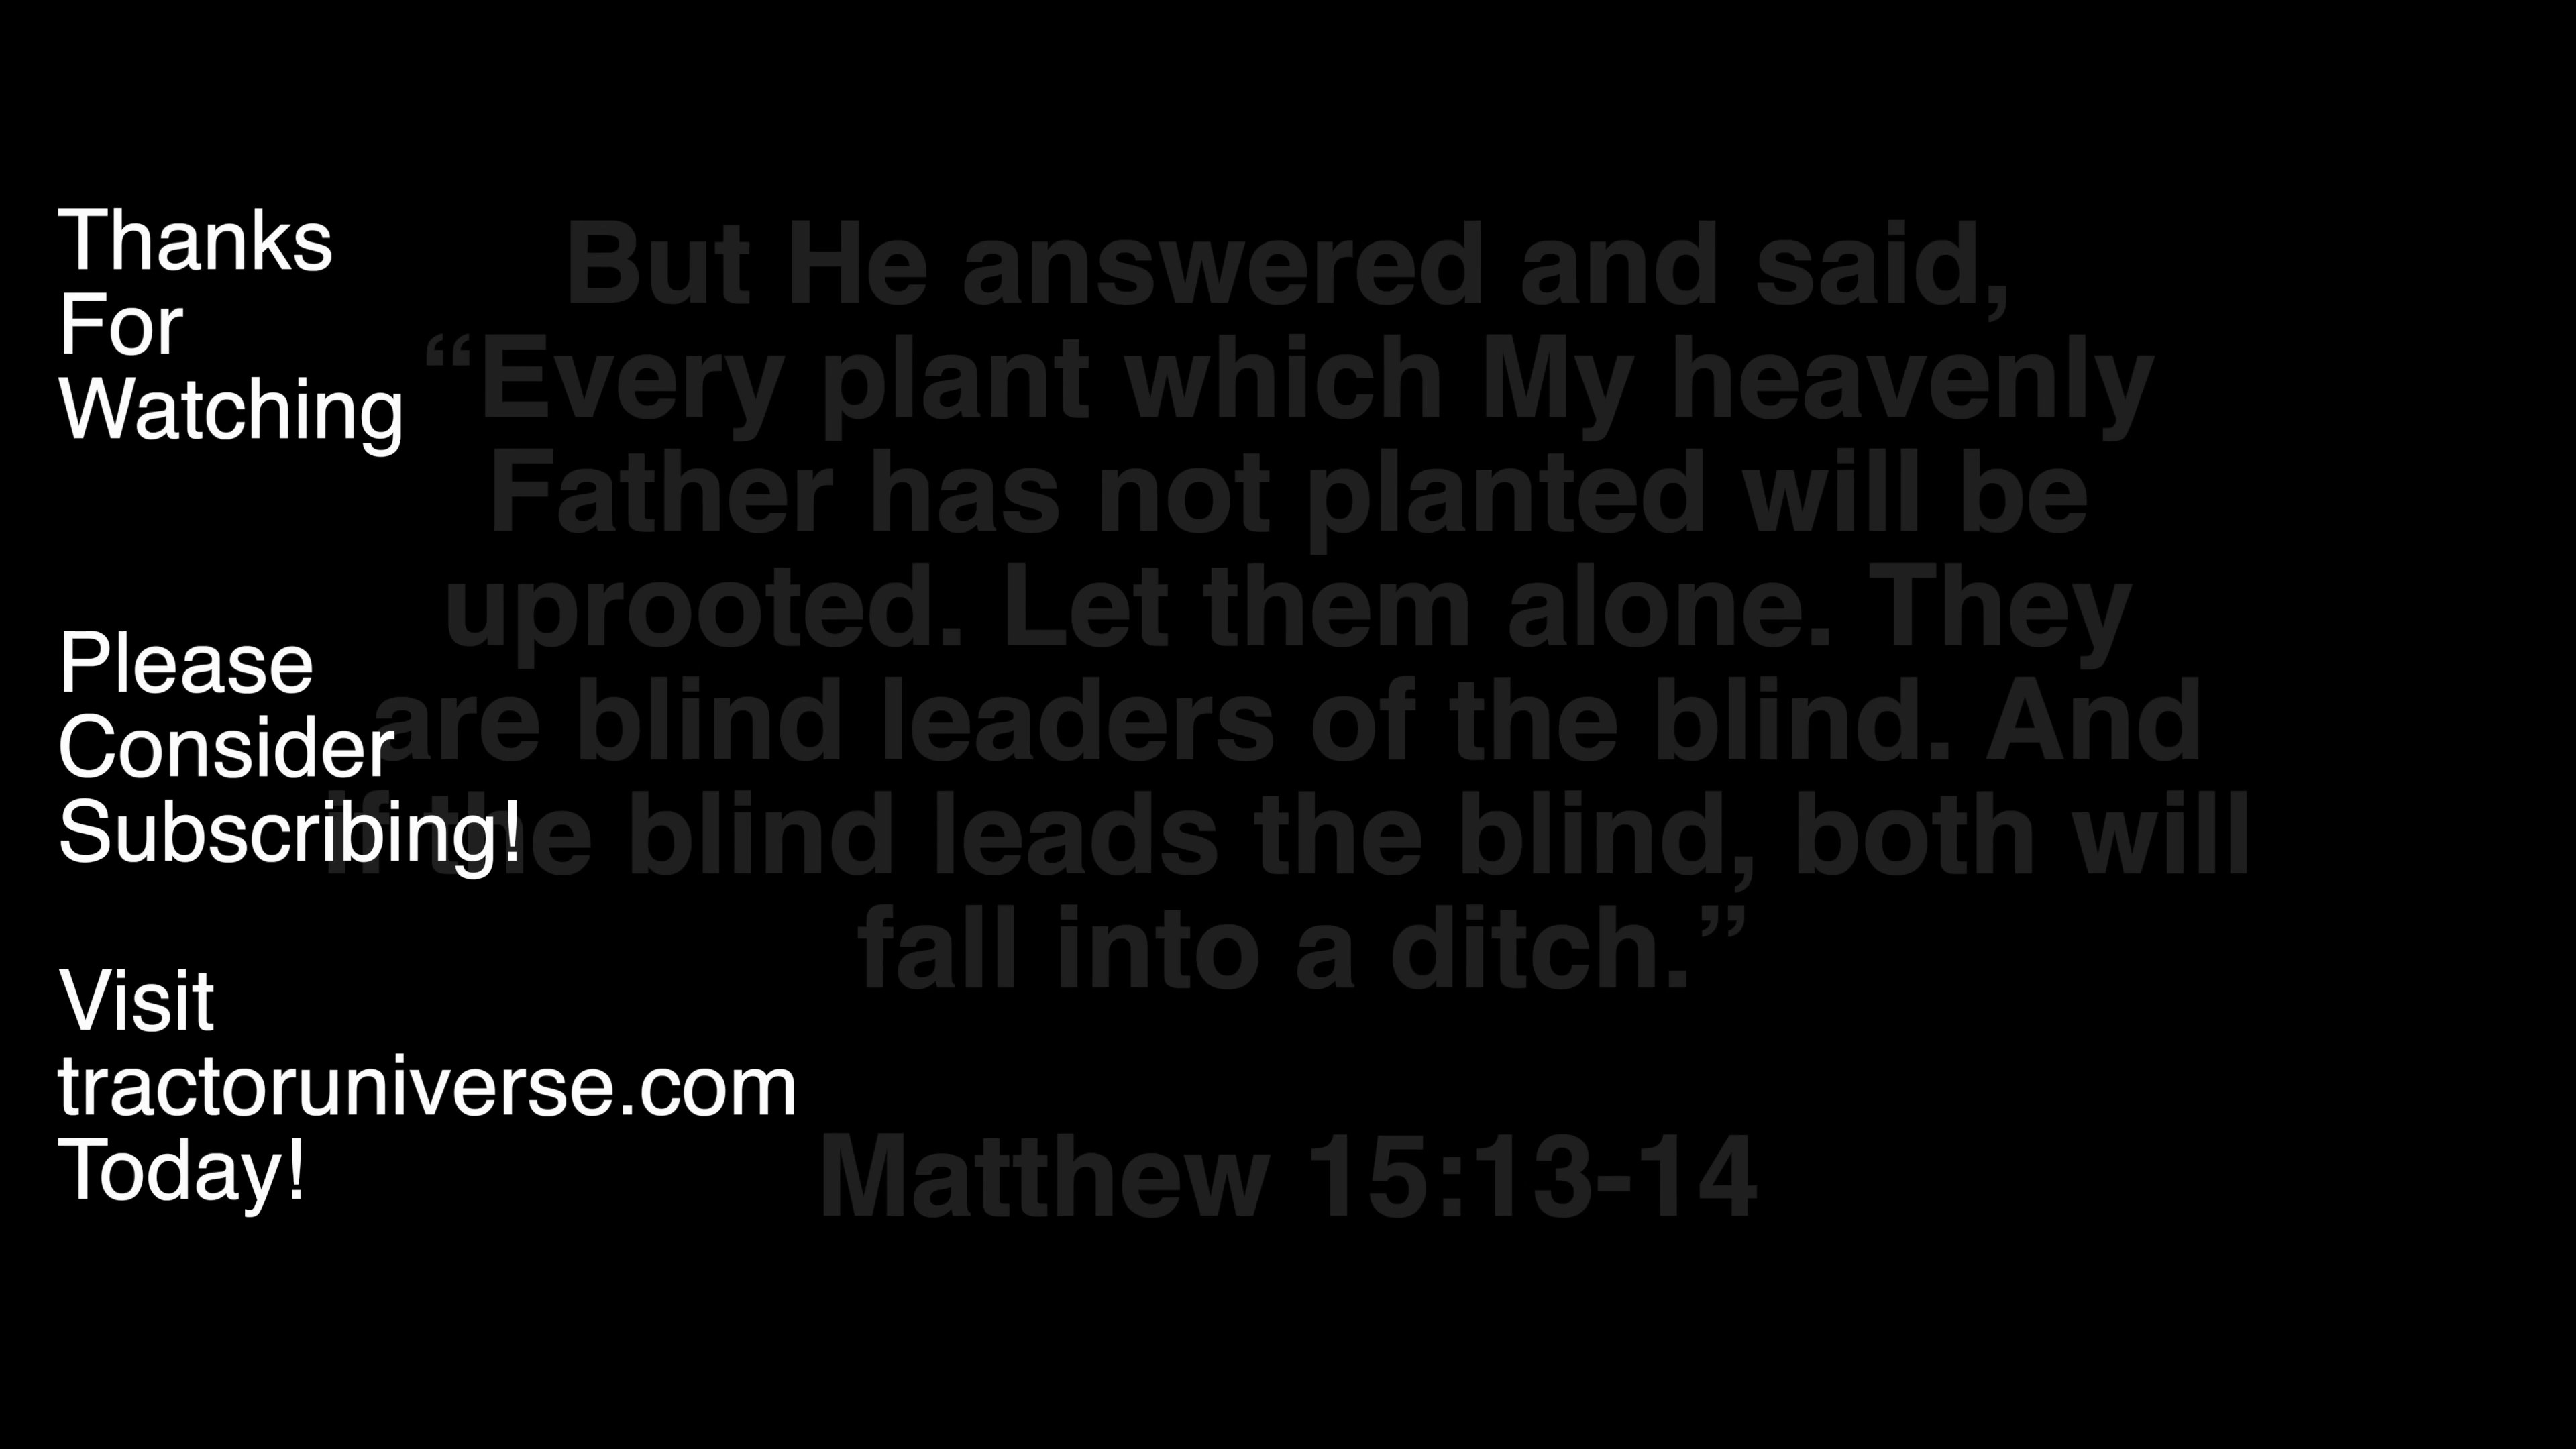 Thanks
For
Watching
Please
Consider
Subscribing!
Visit
tractoruniverse.com
Today!
But He answered and said,
“Every plant which My heavenly
Father has not planted will be
uprooted. Let them alone. They
are blind leaders of the blind. And
if the blind leads the blind, both will
fall into a ditch.”
Matthew 15:13-14